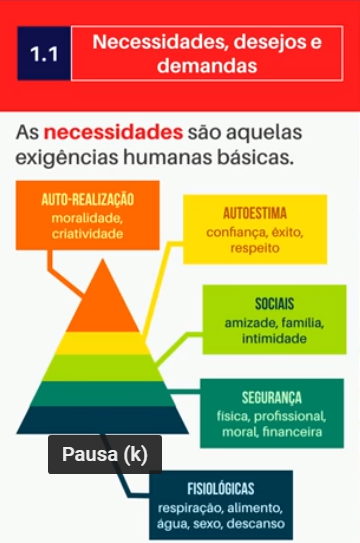 1.1
Necessidades, desejos e
demandas
As necessidades são aquelas
exigências humanas básicas.
AUTO-REALIZAÇÃO
moralidade,
criatividade
AUTOESTIMA
confiança, êxito,
respeito
SOCIAIS
amizade, família,
intimidade
SEGURANÇA
física, profissional,
moral, financeira
Pausa (k)
FISIOLÓGICAS
respiração, alimento,
água, sexo, descanso